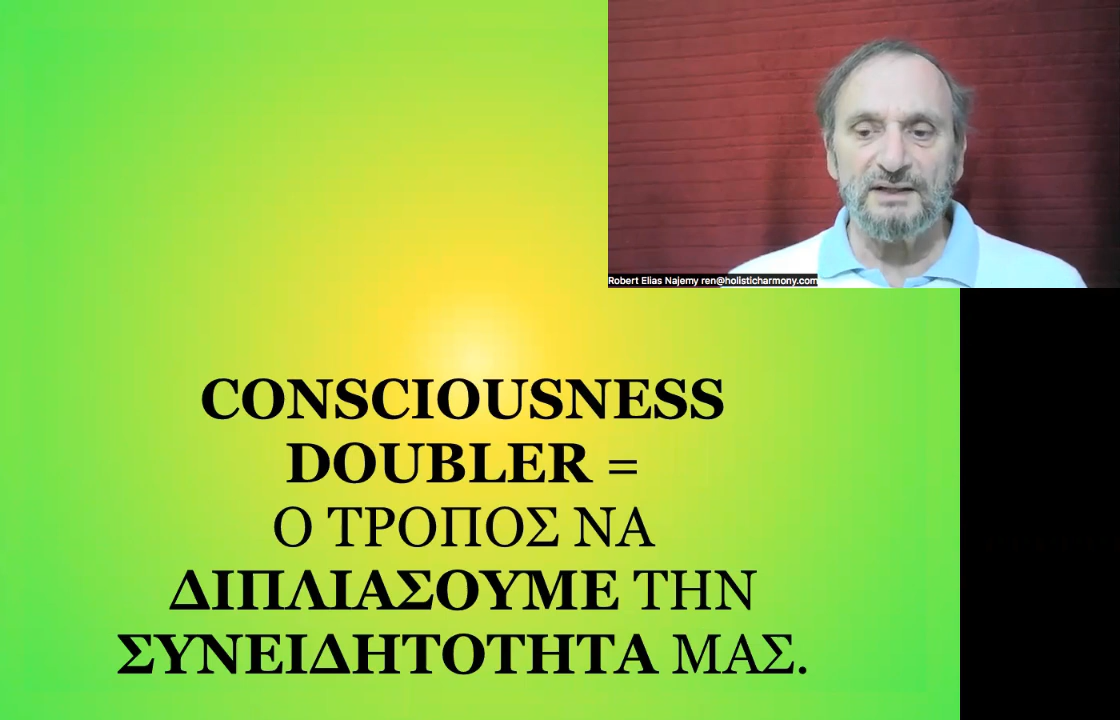 Robert Elias Najemy ren@holisticharmony.com
CONSCIOUSNESS
DOUBLER =
Ο ΤΡΟΠΟΣ ΝΑ
ΔΙΠΛΙΑΣΟΥΜΕ ΤΗΝ
ΣΥΝΕΙΔΗΤΟΤΗΤΑ ΜΑΣ.